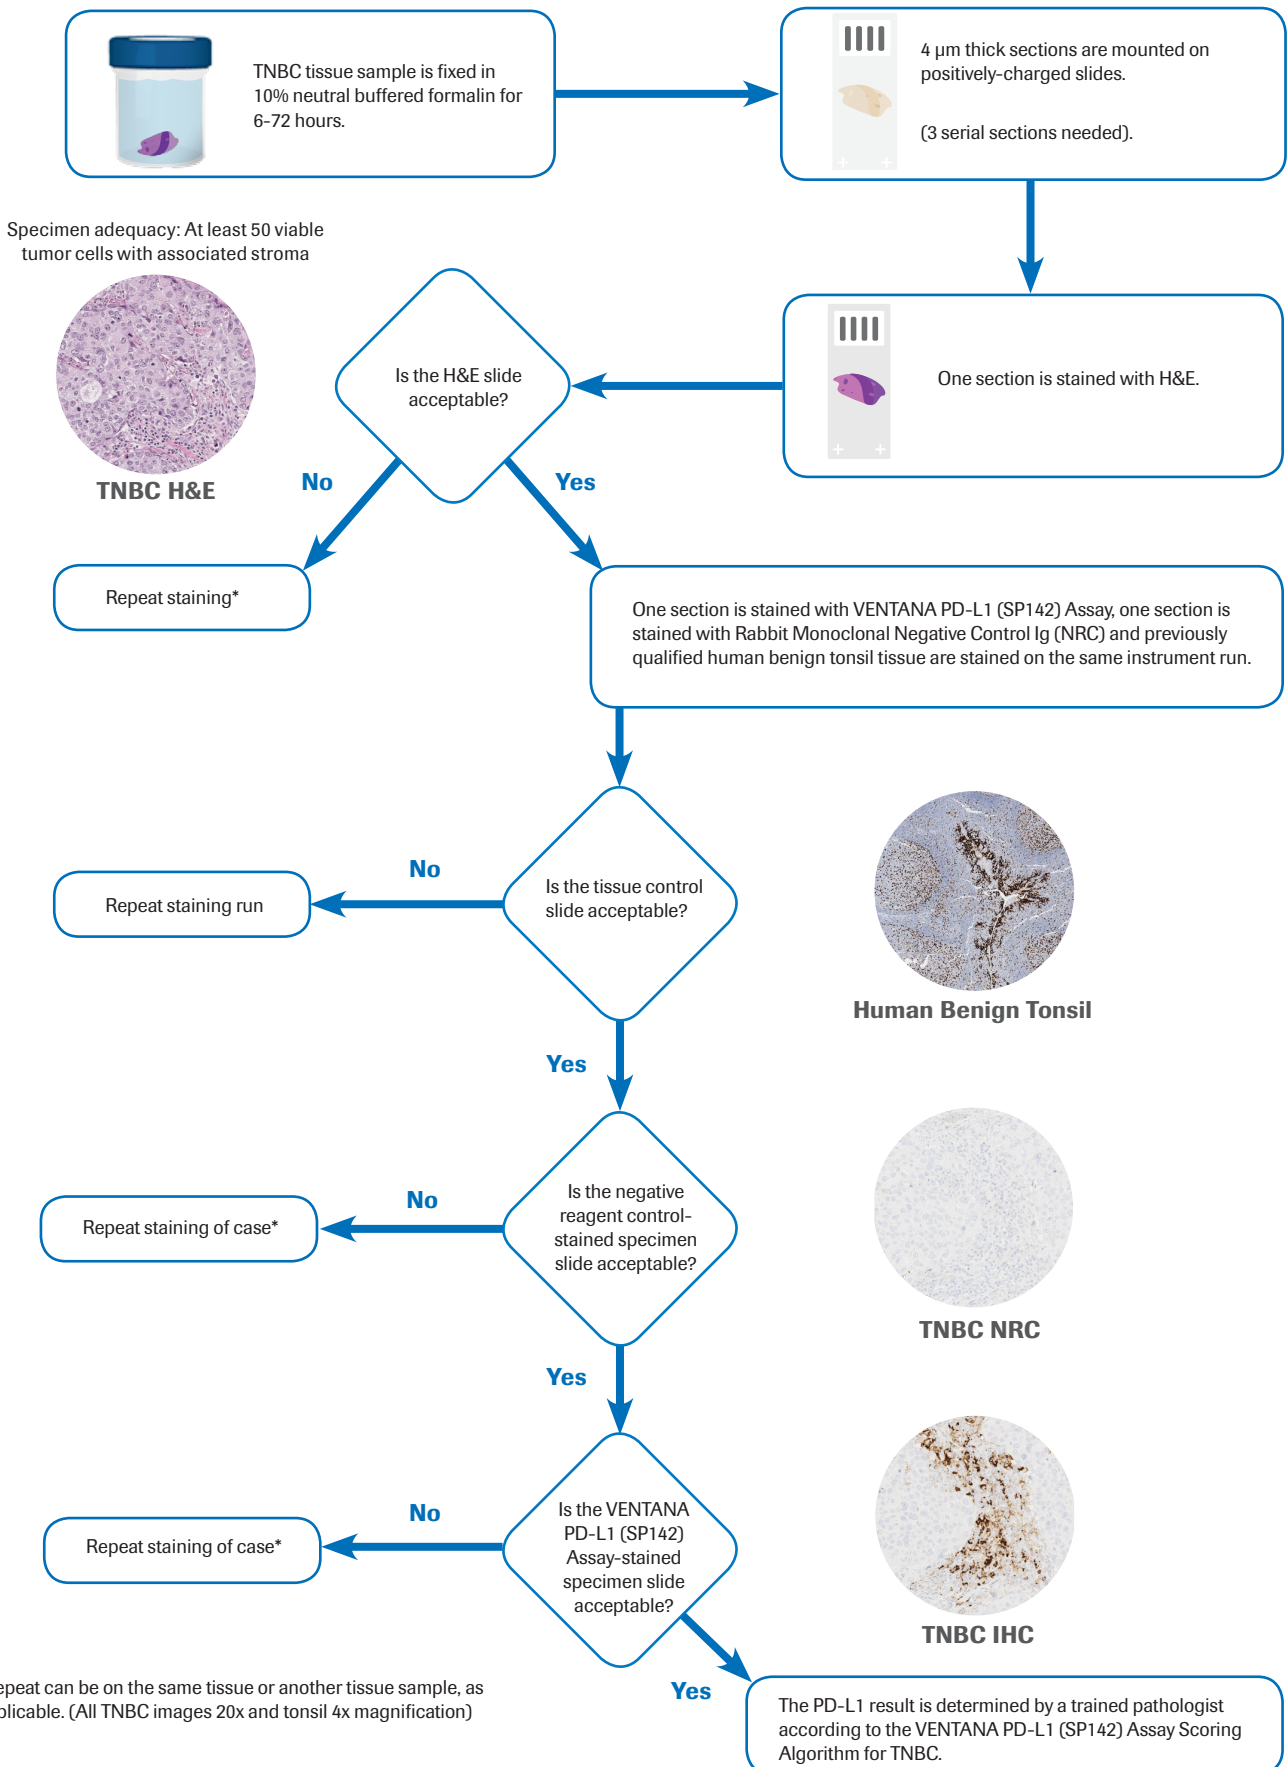 TNBC tissue sample is fixed in
10% neutral buffered formalin for
6-72 hours.
4 µm thick sections are mounted on
positively-charged slides.
(3 serial sections needed).
Specimen adequacy: At least 50 viable
tumor cells with associated stroma
TNBC H&E
Is the H&E slide
acceptable?
One section is stained with H&E.
No
Yes
Repeat staining*
One section is stained with VENTANA PD-L1 (SP142) Assay, one section is
stained with Rabbit Monoclonal Negative Control Ig (NRC) and previously
qualified human benign tonsil tissue are stained on the same instrument run.
Is the tissue control
slide acceptable?
No
Repeat staining run
Human Benign Tonsil
Yes
Is the negative
reagent control-
stained specimen
slide acceptable?
No
Repeat staining of case*
TNBC NRC
Yes
Is the VENTANA
PD-L1 (SP142)
Assay-stained
specimen slide
acceptable?
No
Repeat staining of case*
TNBC IHC
Yes
epeat can be on the same tissue or another tissue sample, as
plicable. (All TNBC images 20x and tonsil 4x magnification)
The PD-L1 result is determined by a trained pathologist
according to the VENTANA PD-L1 (SP142) Assay Scoring
Algorithm for TNBC.